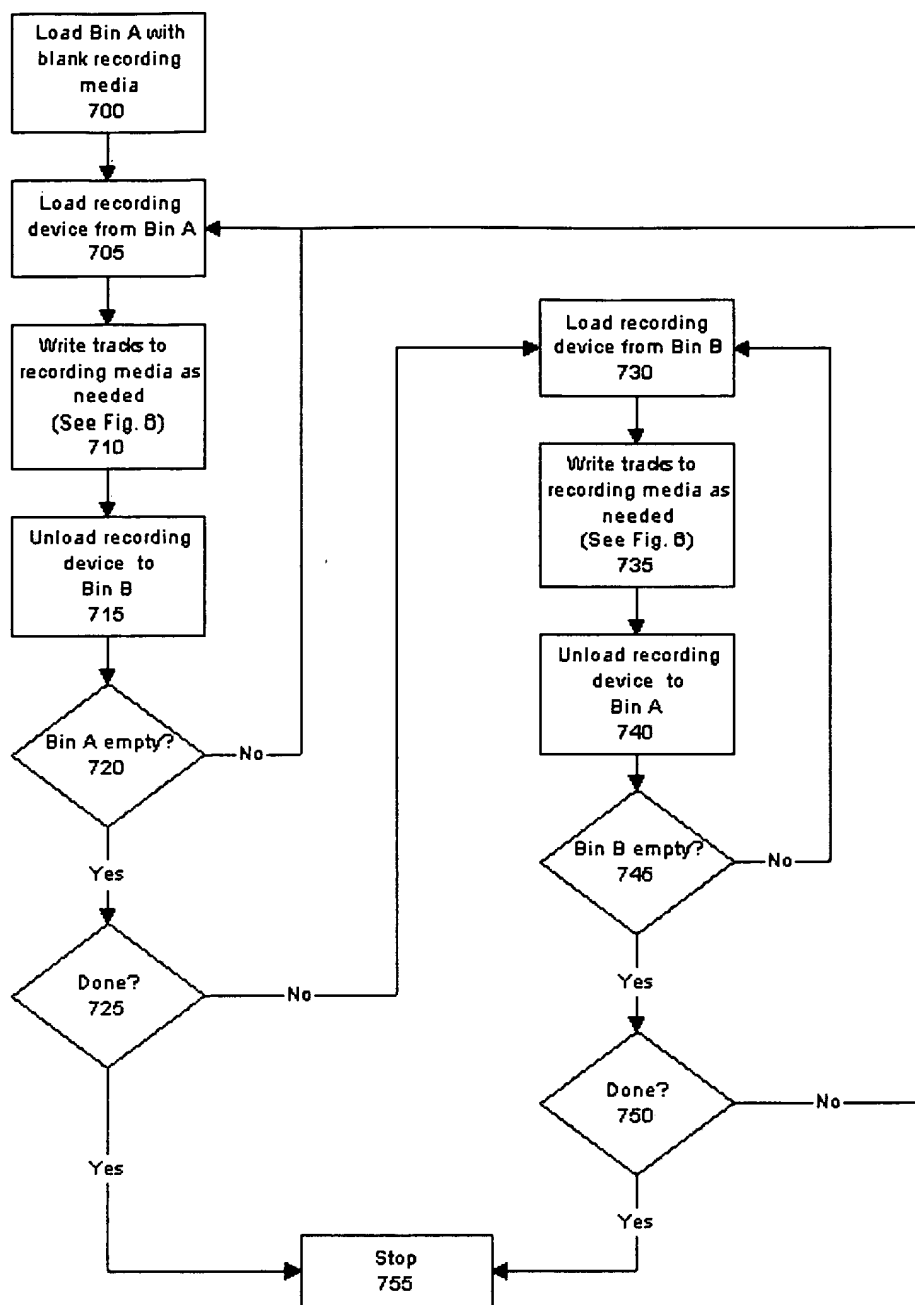 Load Bin A with
blank recording
media
700
Load recording
device from Bin A
705
Write tracks to
recording media as
needed
(See Fig. 6)
710
Unload recording
device to
Bin B
715
Bin A empty?
720
No
Yes
Done?
725
No
Yes
Load recording
device from Bin B
730
Write tracks to
recording media as
needed
(See Fig. 6)
735
Unload recording
device to
Bin A
740
Bin B empty?
745
No
Yes
Done?
750
No
Yes
Stop
755